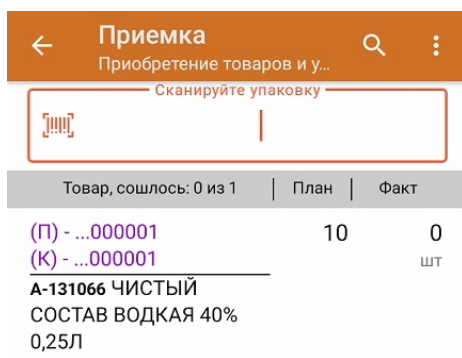 Приемка
Приобретение товаров и у...
Сканируйте упаковку
Товар, сошлось: 0 из 1 | План | Факт
(П) - ...000001 10 0
(К) - ...000001 шт
А-131066 ЧИСТЫЙ
СОСТАВ ВОДКАЯ 40%
0,25Л